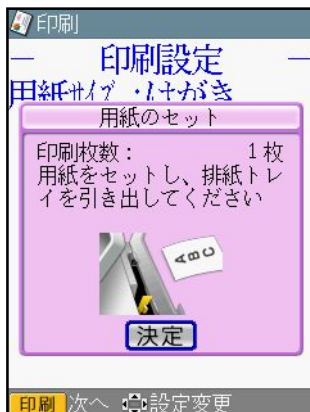 印刷
印刷設定
用紙サイズ :はがき
用紙のセット
印刷枚数： 1枚
用紙をセットし、排紙トレ
イを引き出してください
ABC
決定
印刷 次へ 設定変更